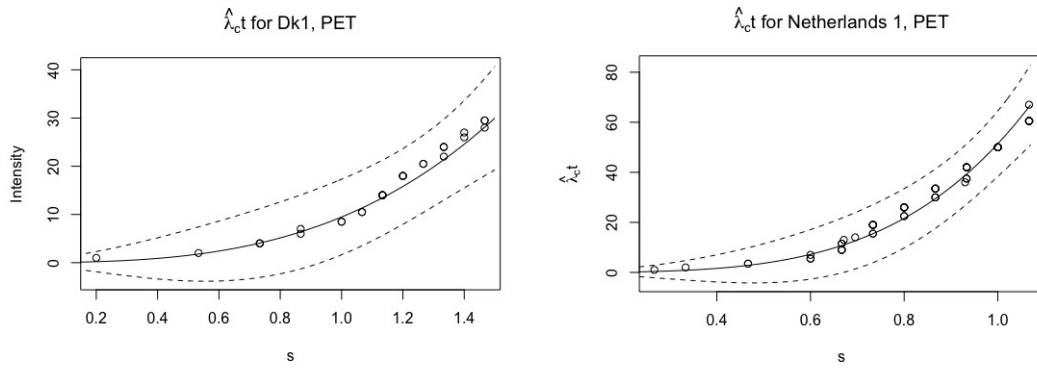 λ̂ct for Dk1, PET
Intensity
40
30
20
10
0
0.2 0.4 0.6 0.8 1.0 1.2 1.4
s
λ̂ct for Netherlands 1, PET
λ̂ct
80
60
40
20
0
0.4 0.6 0.8 1.0
s